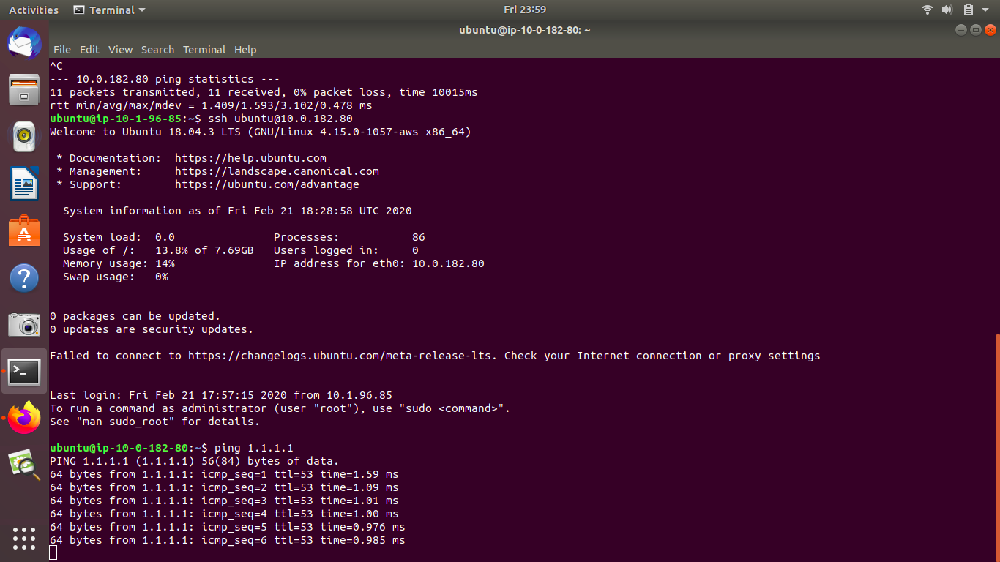 Activities Terminal Fri 23:59
ubuntu@ip-10-0-182-80: ~
File Edit View Search Terminal Help
^C
--- 10.0.182.80 ping statistics ---
11 packets transmitted, 11 received, 0% packet loss, time 10015ms
rtt min/avg/max/mdev = 1.409/1.593/3.102/0.478 ms
ubuntu@ip-10-1-96-85:~$ ssh ubuntu@10.0.182.80
Welcome to Ubuntu 18.04.3 LTS (GNU/Linux 4.15.0-1057-aws x86_64)
* Documentation:  https://help.ubuntu.com
* Management:     https://landscape.canonical.com
* Support:        https://ubuntu.com/advantage
System information as of Fri Feb 21 18:28:58 UTC 2020
System load:  0.0                Processes:           86
Usage of /:   13.8% of 7.69GB   Users logged in:     0
Memory usage: 14%               IP address for eth0: 10.0.182.80
Swap usage:   0%
0 packages can be updated.
0 updates are security updates.
Failed to connect to https://changelogs.ubuntu.com/meta-release-lts. Check your Internet connection or proxy settings
Last login: Fri Feb 21 17:57:15 2020 from 10.1.96.85
To run a command as administrator (user "root"), use "sudo <command>".
See "man sudo_root" for details.
ubuntu@ip-10-0-182-80:~$ ping 1.1.1.1
PING 1.1.1.1 (1.1.1.1) 56(84) bytes of data.
64 bytes from 1.1.1.1: icmp_seq=1 ttl=53 time=1.59 ms
64 bytes from 1.1.1.1: icmp_seq=2 ttl=53 time=1.09 ms
64 bytes from 1.1.1.1: icmp_seq=3 ttl=53 time=1.01 ms
64 bytes from 1.1.1.1: icmp_seq=4 ttl=53 time=1.00 ms
64 bytes from 1.1.1.1: icmp_seq=5 ttl=53 time=0.976 ms
64 bytes from 1.1.1.1: icmp_seq=6 ttl=53 time=0.985 ms